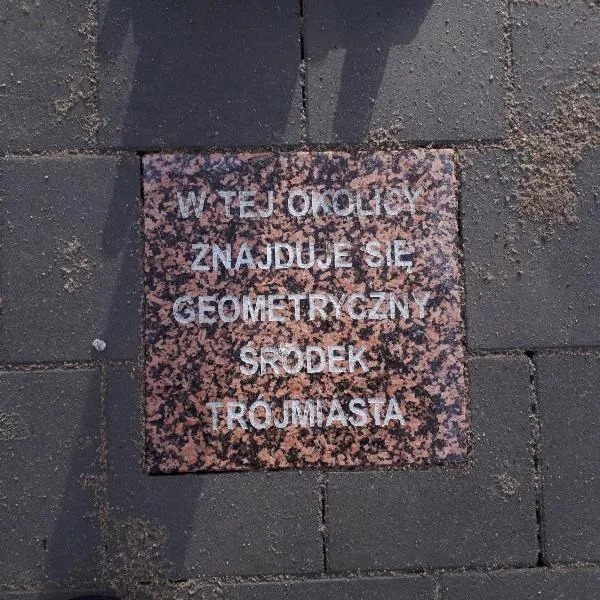 W TEJ OKOLICY
ZNAJDUJE SIĘ
GEOMETRYCZNY
ŚRODEK
TRÓJMIASTA